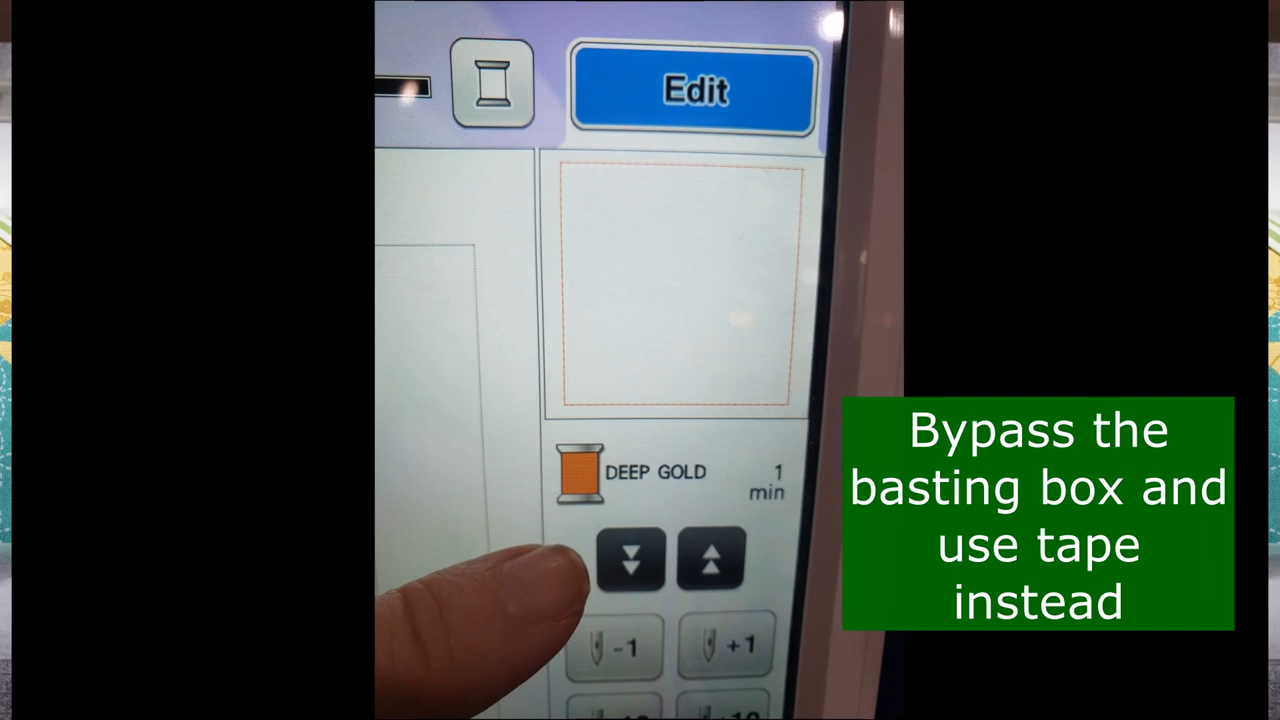 Edit
DEEP GOLD
1
min
-1
+1
Bypass the
basting box and
use tape
instead